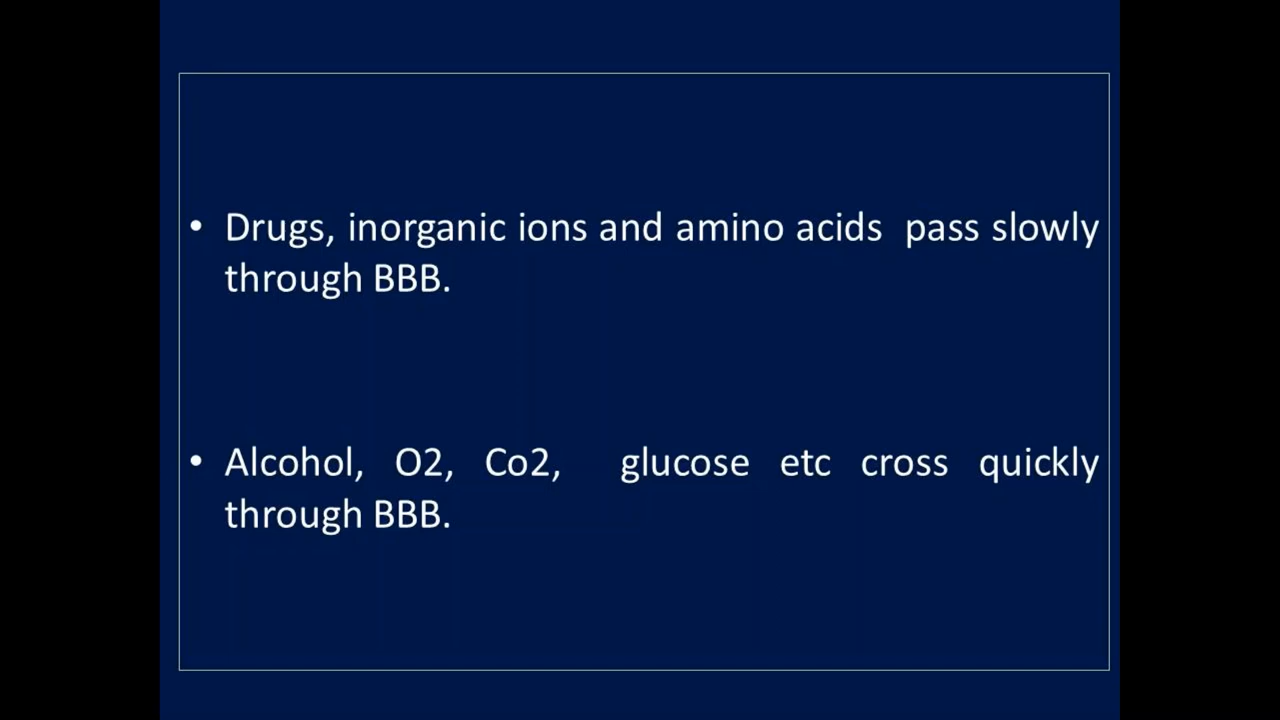 • Drugs, inorganic ions and amino acids pass slowly
through BBB.
• Alcohol, O2, Co2, glucose etc cross quickly
through BBB.